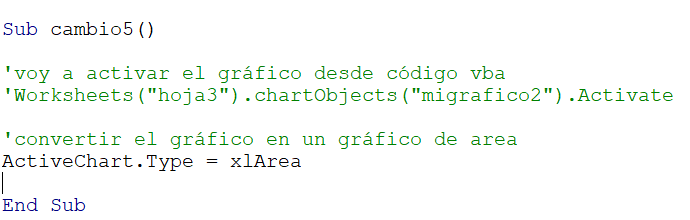 Sub cambio5()
'voy a activar el gráfico desde código vba
'Worksheets("hoja3").chartObjects("migrafico2").Activate
'convertir el gráfico en un gráfico de area
ActiveChart.Type = xlArea
End Sub